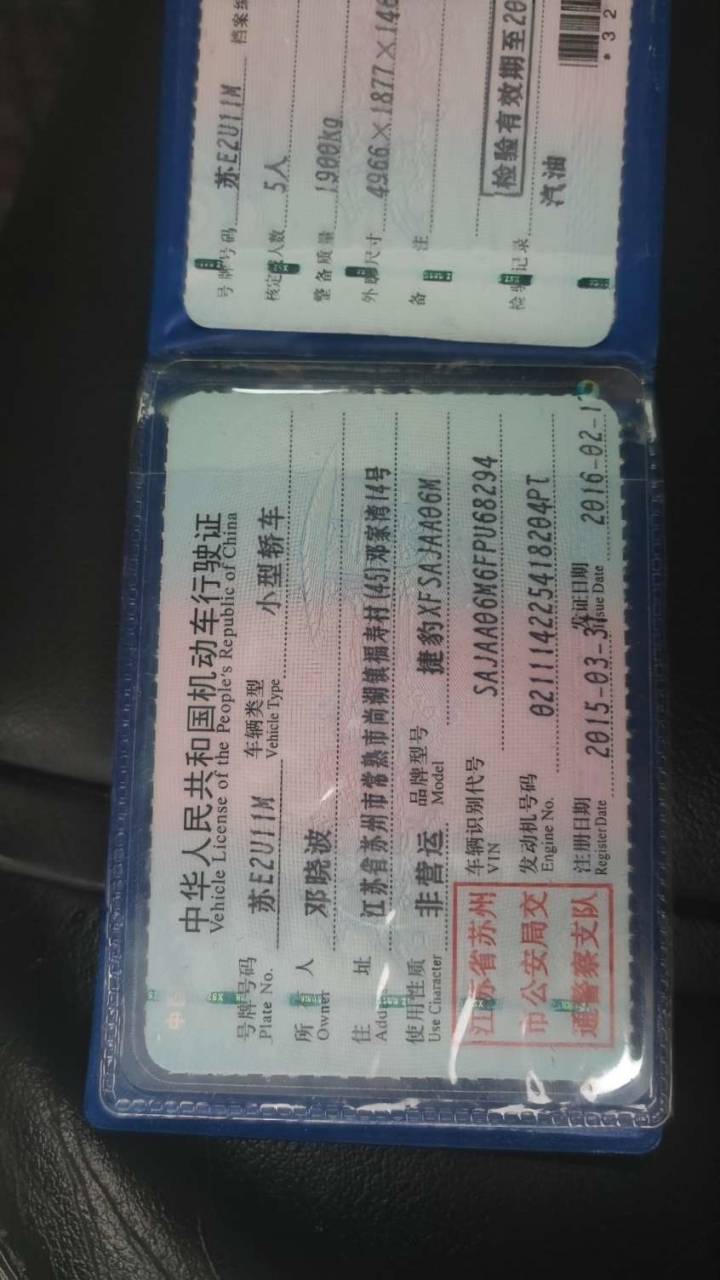 中华人民共和国机动车行驶证
Vehicle License of the People's Republic of China
号牌号码 Plate No. 苏E2U11M 车辆类型 Vehicle Type 小型轿车
所有人 Owner 邓晓波
住址 Add 江苏省苏州市常熟市尚湖镇福寿村(45)邓家湾14号
使用性质 Use Character 非营运 品牌型号 Model 捷豹XFSAJAA06M
车辆识别代号 VIN SAJAA06M6FPU68294
发动机号码 Engine No. 0211142254182​04PT
注册日期 Register Date 2015-03-31 发证日期 Issue Date 2016-02-1
江苏省苏州
市公安局交
通警察支队
号牌号码 苏E2U11M 档案编
核定人数 5人
整备质量 1900kg
外廓尺寸 4966×1877×146
备注
检验记录
检验有效期至20
汽油
*32